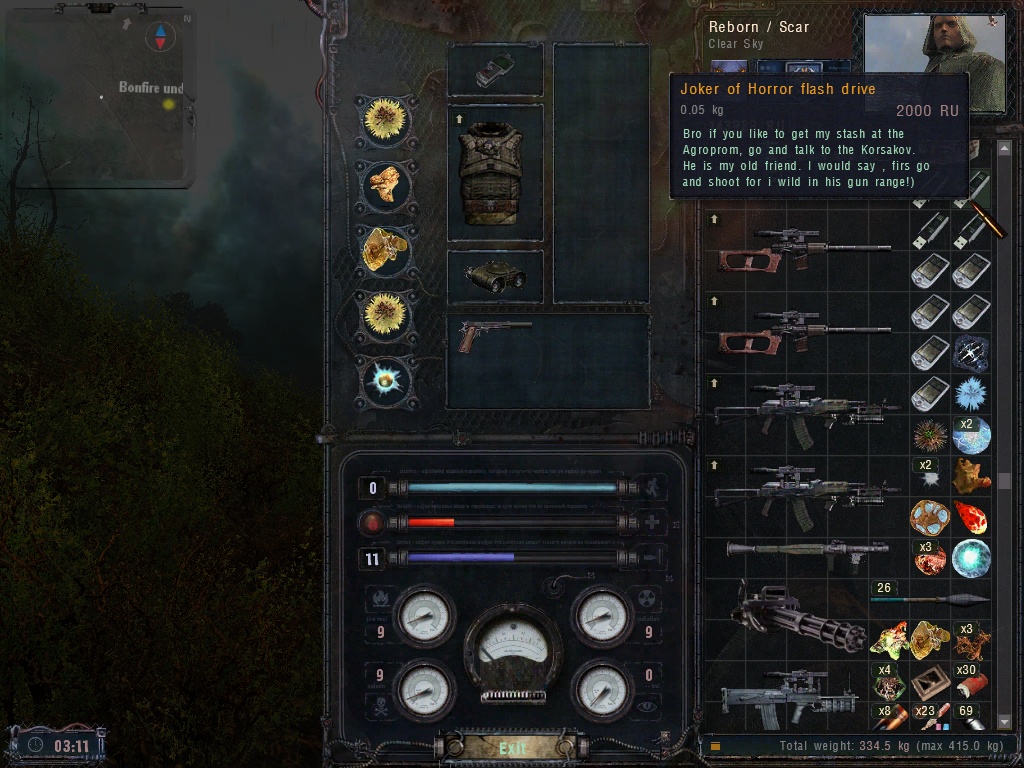 N
Bonfire und
Reborn / Scar
Clear Sky
Joker of Horror flash drive
0.05 kg
2000 RU
Bro if you like to get my stash at the
Agroprom, go and talk to the Korsakov.
He is my old friend. I would say , firs go
and shoot for i wild in his gun range!)
x2
x2
x3
26
x3
x4
x30
x8
x23
69
0
11
9
9
9
0
Exit
03:11
Total weight: 334.5 kg (max 415.0 kg)